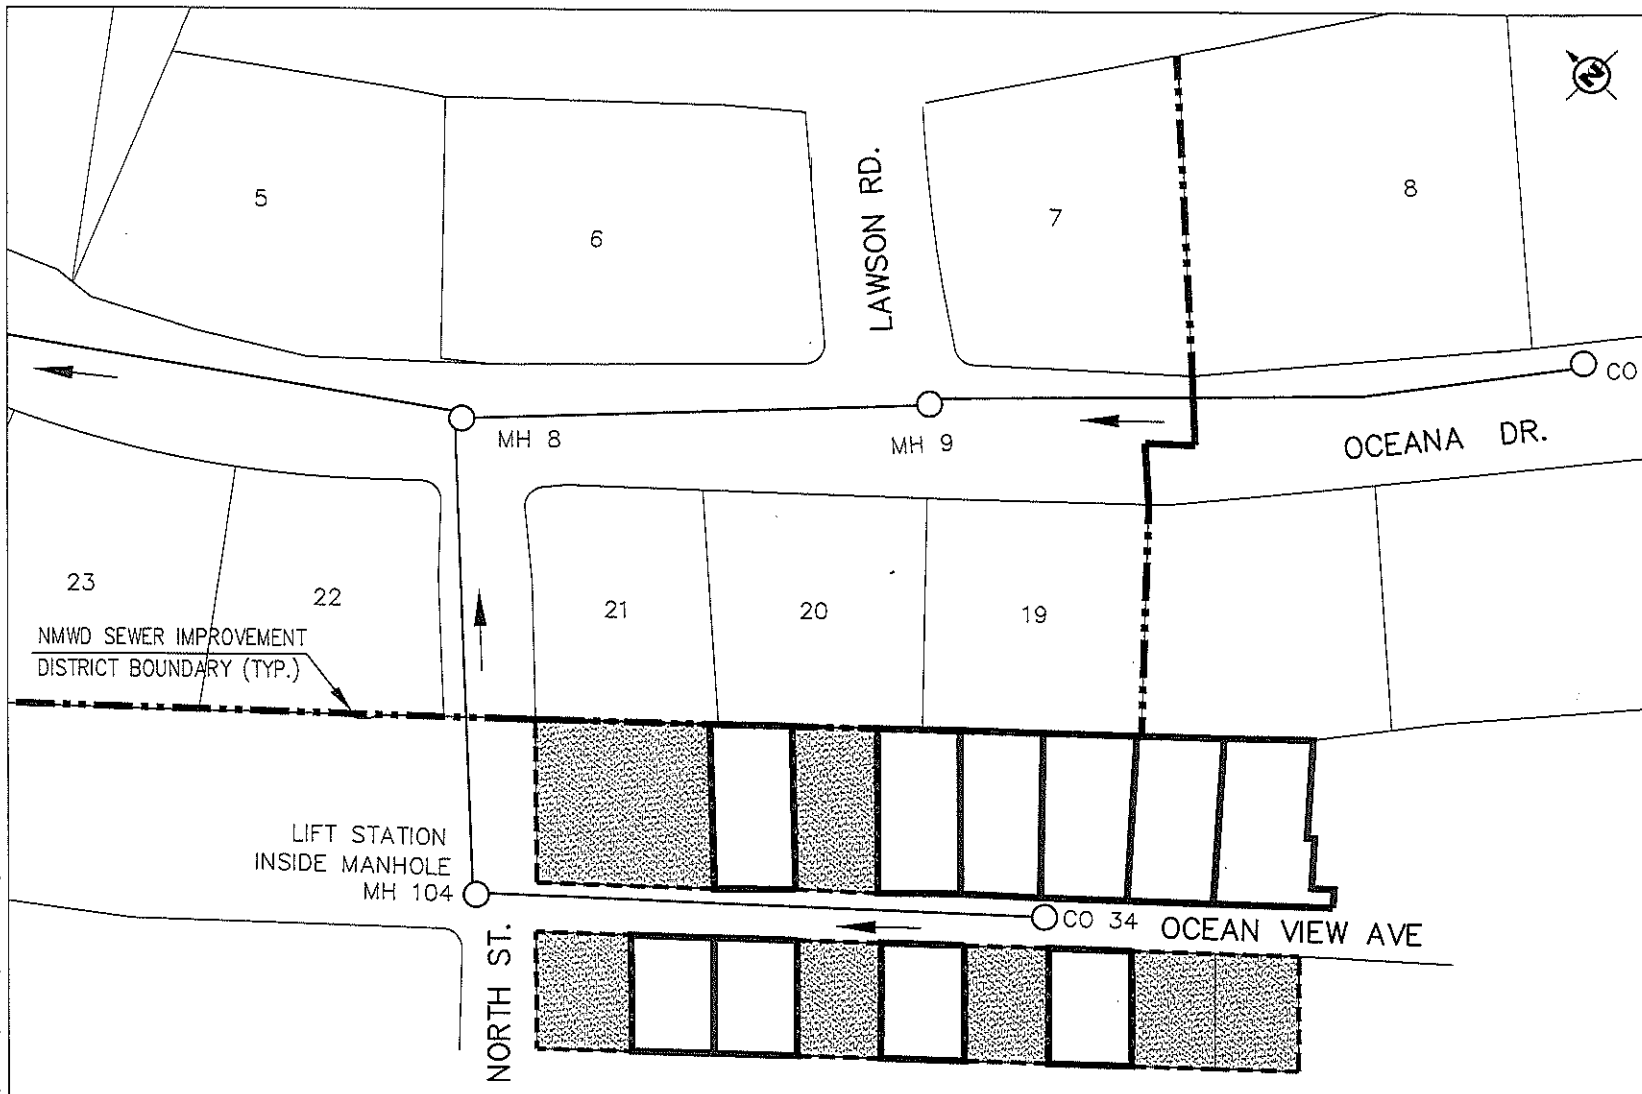 N
5
6
LAWSON RD.
7
8
CO
MH 8
MH 9
OCEANA DR.
23
22
21
20
19
NMWD SEWER IMPROVEMENT
DISTRICT BOUNDARY (TYP.)
LIFT STATION
INSIDE MANHOLE
MH 104
CO 34
OCEAN VIEW AVE
NORTH ST.